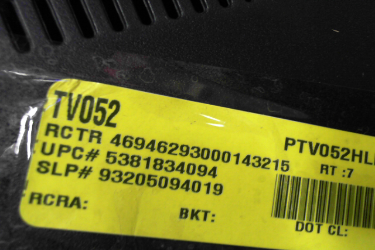 TV052
RCTR 46946293000143215 PTV052HL
UPC# 5381834094 RT :7
SLP# 93205094019
RCRA: BKT: DOT CL: